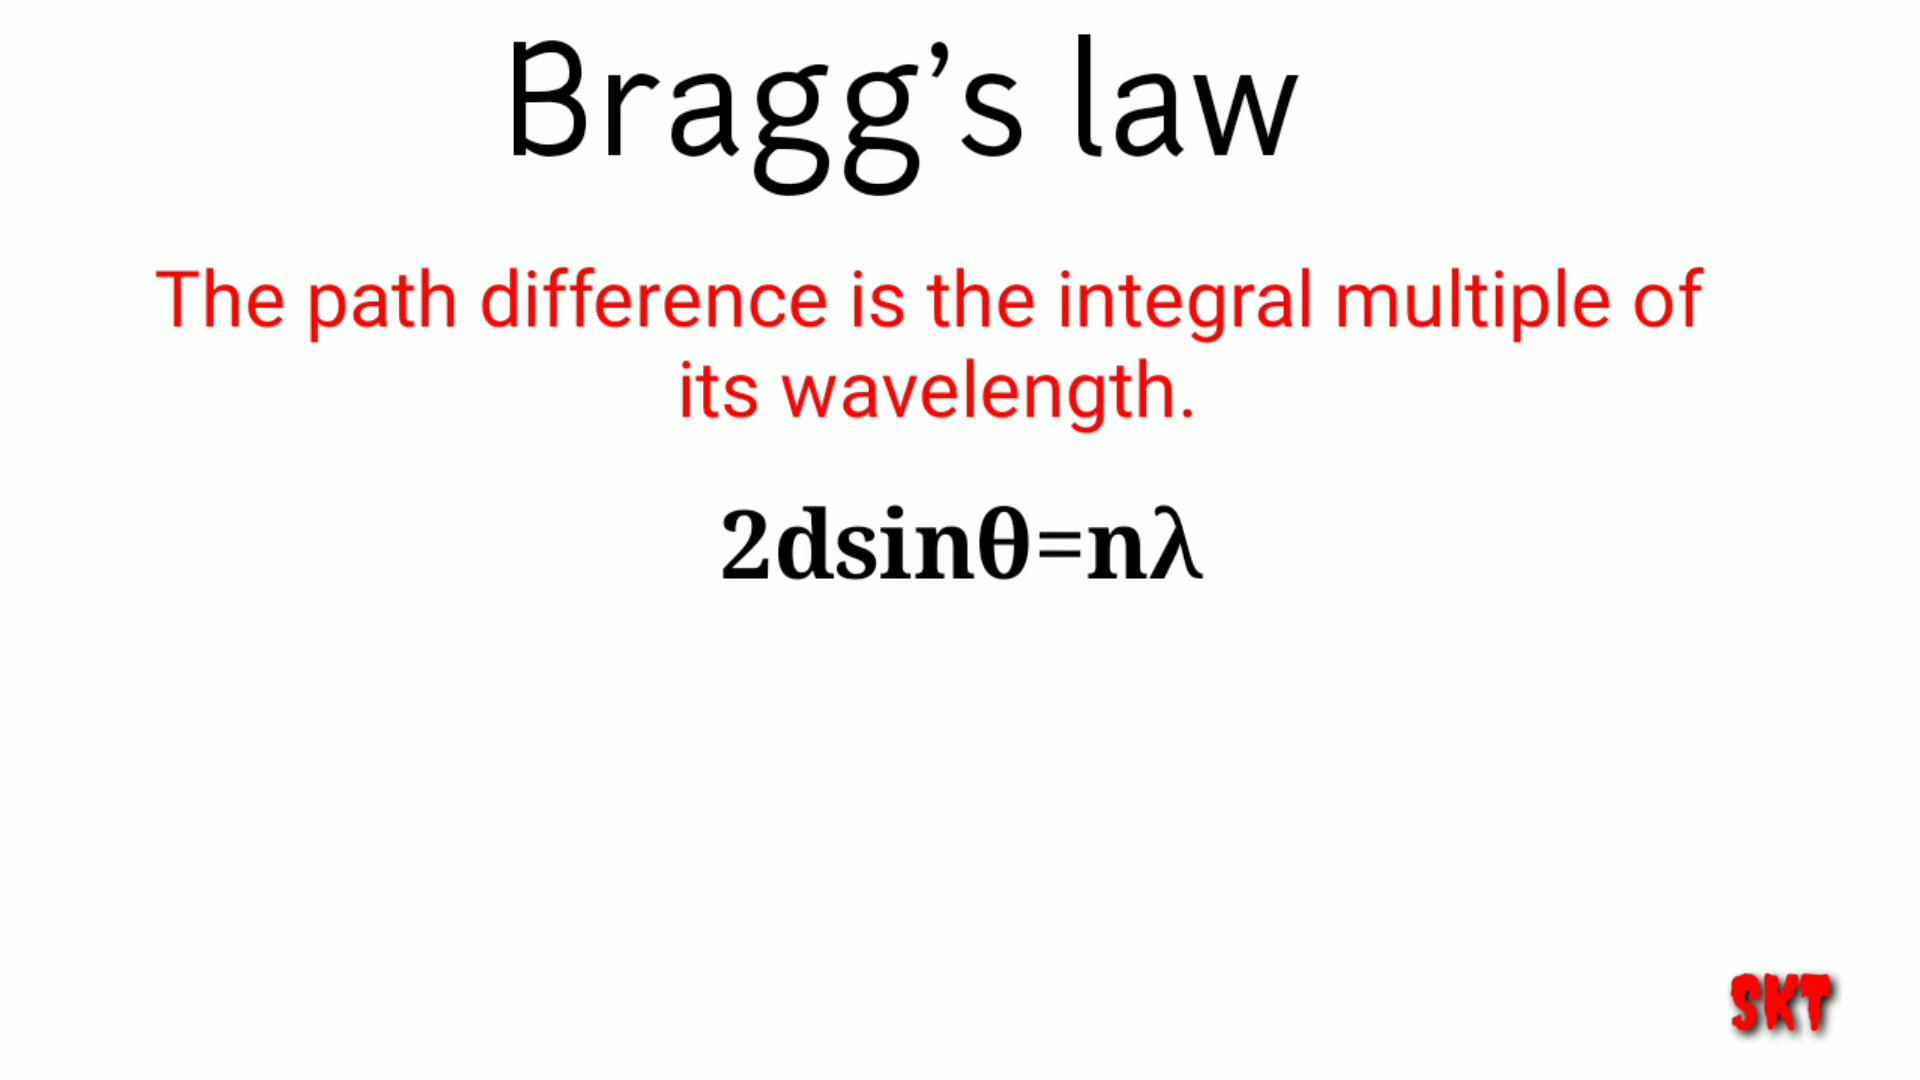 Bragg’s law
The path difference is the integral multiple of
its wavelength.
2dsinθ=nλ
SKT